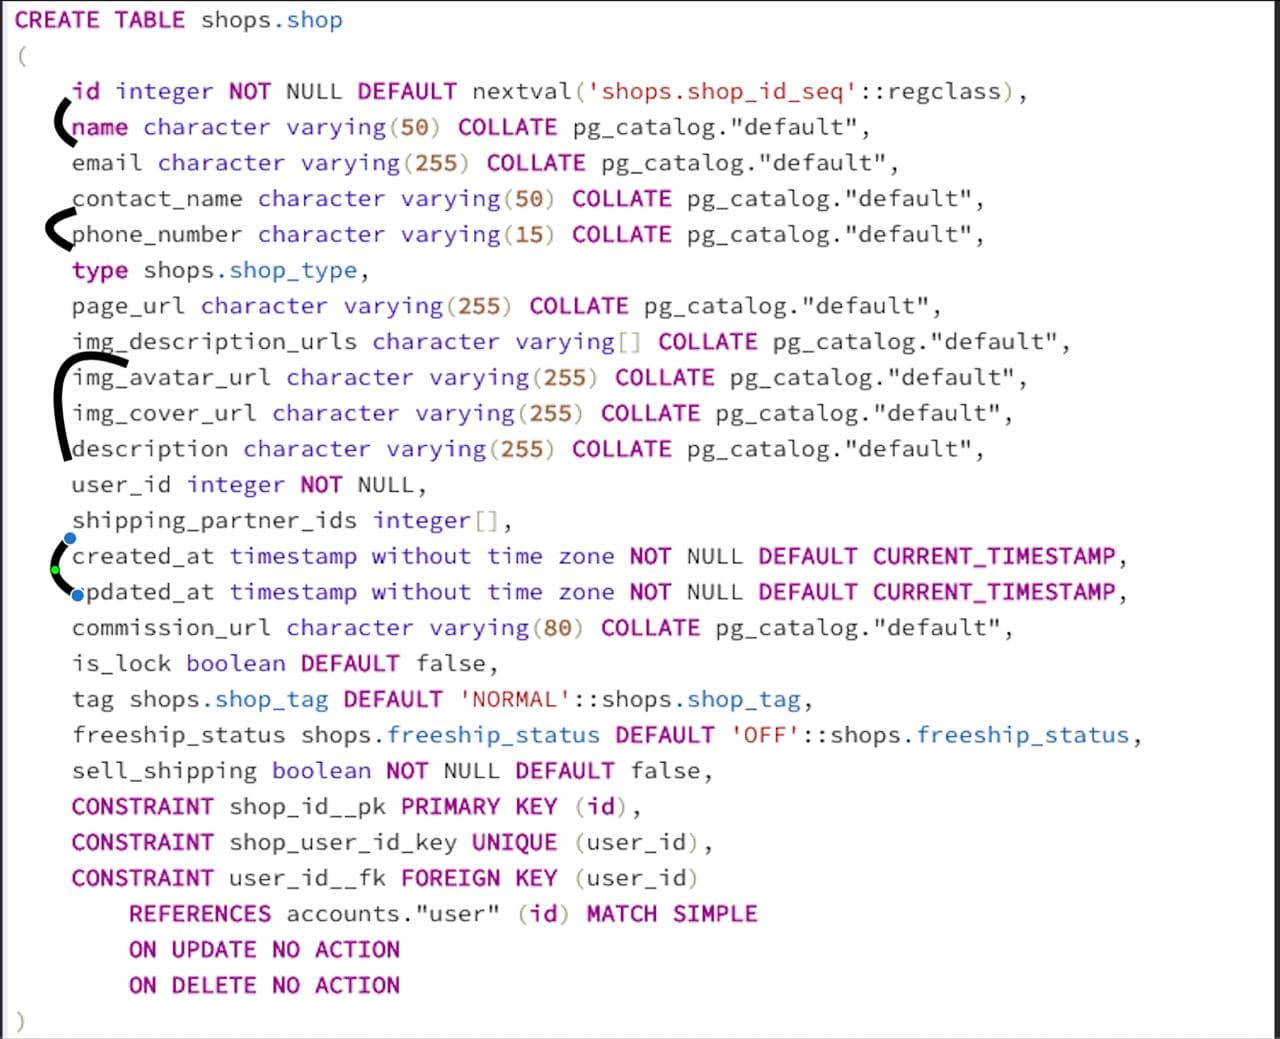 CREATE TABLE shops.shop
(
id integer NOT NULL DEFAULT nextval('shops.shop_id_seq'::regclass),
name character varying(50) COLLATE pg_catalog."default",
email character varying(255) COLLATE pg_catalog."default",
contact_name character varying(50) COLLATE pg_catalog."default",
phone_number character varying(15) COLLATE pg_catalog."default",
type shops.shop_type,
page_url character varying(255) COLLATE pg_catalog."default",
img_description_urls character varying[] COLLATE pg_catalog."default",
img_avatar_url character varying(255) COLLATE pg_catalog."default",
img_cover_url character varying(255) COLLATE pg_catalog."default",
description character varying(255) COLLATE pg_catalog."default",
user_id integer NOT NULL,
shipping_partner_ids integer[],
created_at timestamp without time zone NOT NULL DEFAULT CURRENT_TIMESTAMP,
updated_at timestamp without time zone NOT NULL DEFAULT CURRENT_TIMESTAMP,
commission_url character varying(80) COLLATE pg_catalog."default",
is_lock boolean DEFAULT false,
tag shops.shop_tag DEFAULT 'NORMAL'::shops.shop_tag,
freeship_status shops.freeship_status DEFAULT 'OFF'::shops.freeship_status,
sell_shipping boolean NOT NULL DEFAULT false,
CONSTRAINT shop_id__pk PRIMARY KEY (id),
CONSTRAINT shop_user_id_key UNIQUE (user_id),
CONSTRAINT user_id__fk FOREIGN KEY (user_id)
REFERENCES accounts."user" (id) MATCH SIMPLE
ON UPDATE NO ACTION
ON DELETE NO ACTION
)